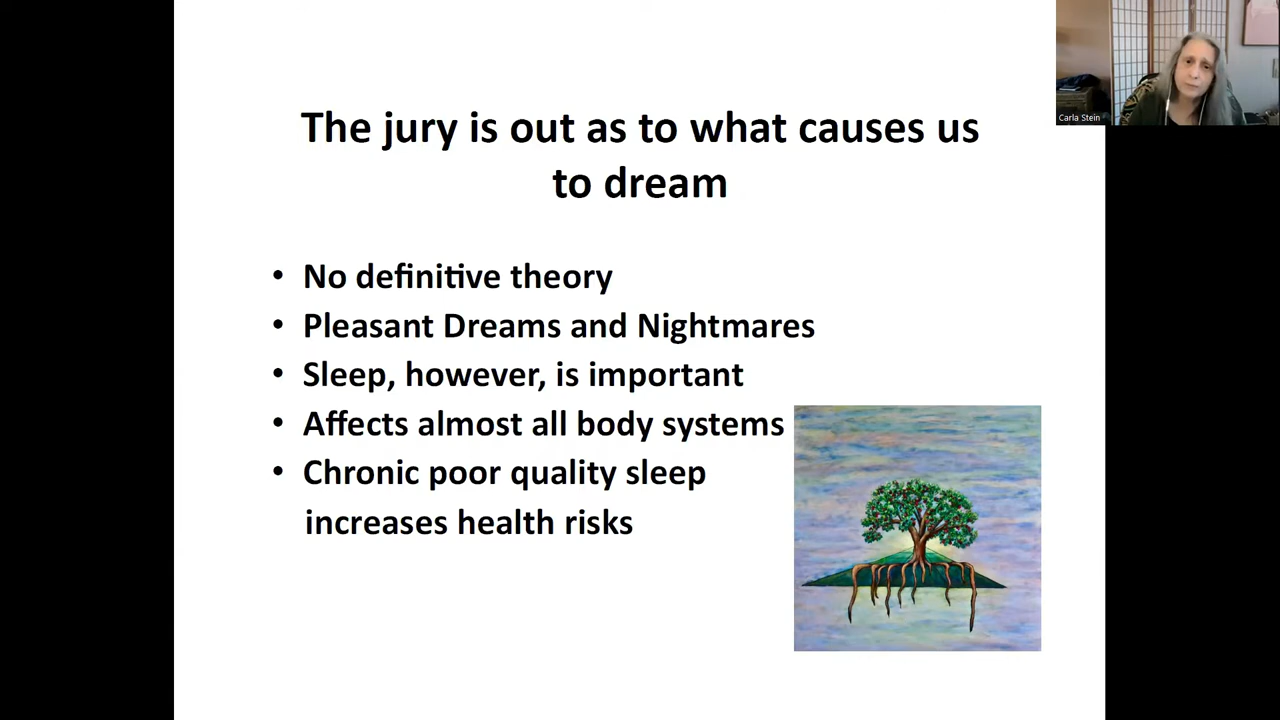 The jury is out as to what causes us
to dream
• No definitive theory
• Pleasant Dreams and Nightmares
• Sleep, however, is important
• Affects almost all body systems
• Chronic poor quality sleep
increases health risks
Carla Stein